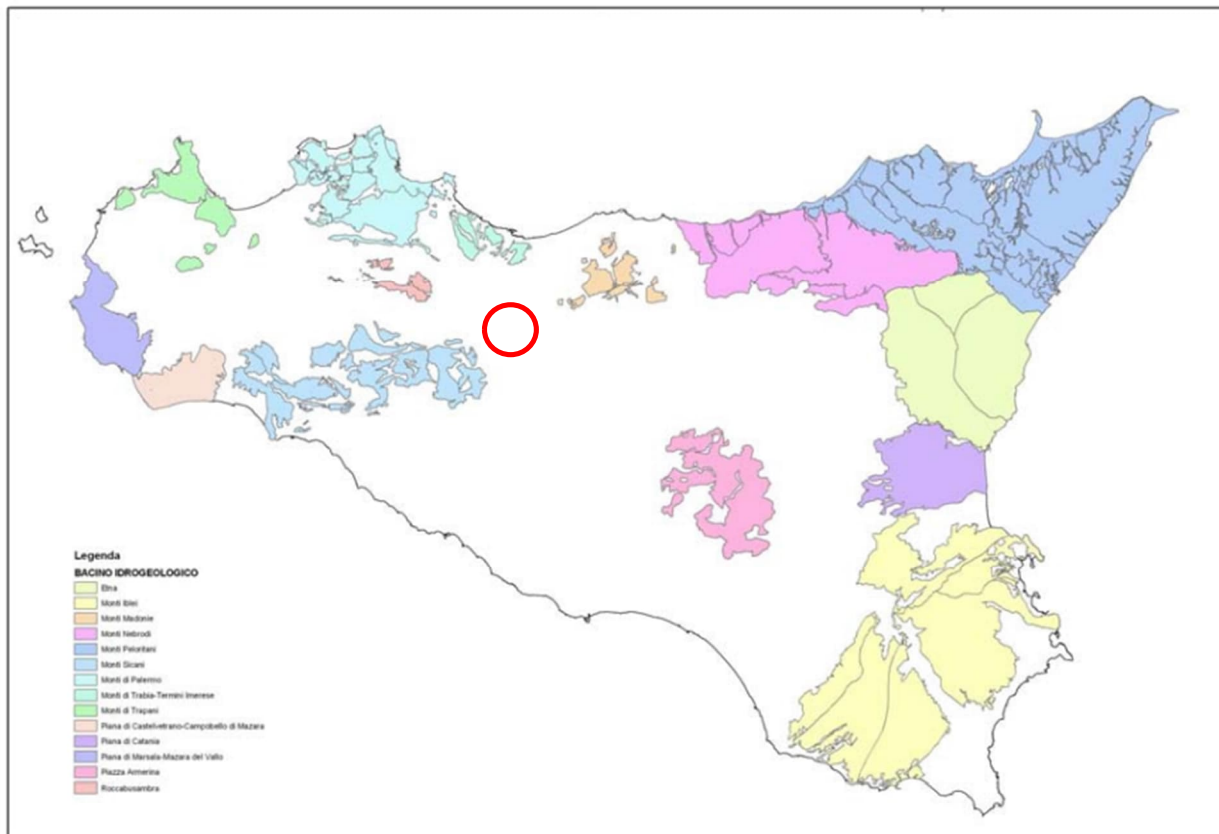 Legenda
BACINO IDROGEOLOGICO
Etna
Monti Iblei
Monti Madonie
Monti Nebrodi
Monti Peloritani
Monti Sicani
Monti di Palermo
Monti di Trabia-Termini Imerese
Monti di Trapani
Piana di Castelvetrano-Campobello di Mazara
Piana di Catania
Piana di Marsala-Mazara del Vallo
Piazza Armerina
Roccabusambra